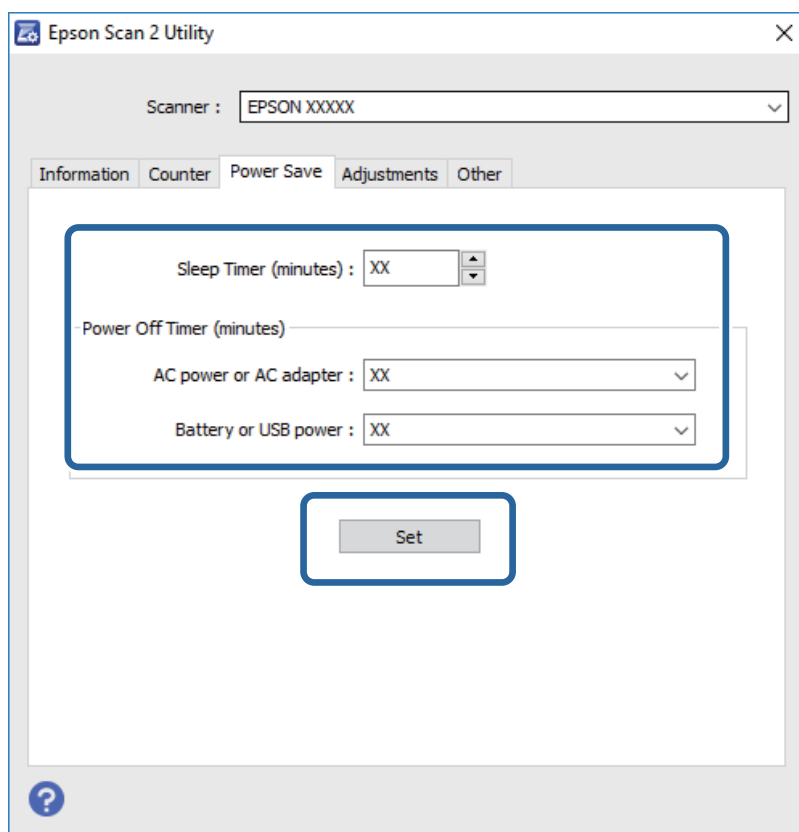 Epson Scan 2 Utility
Scanner : EPSON XXXXX
Information Counter Power Save Adjustments Other
Sleep Timer (minutes) : XX
Power Off Timer (minutes)
AC power or AC adapter : XX
Battery or USB power : XX
Set
?